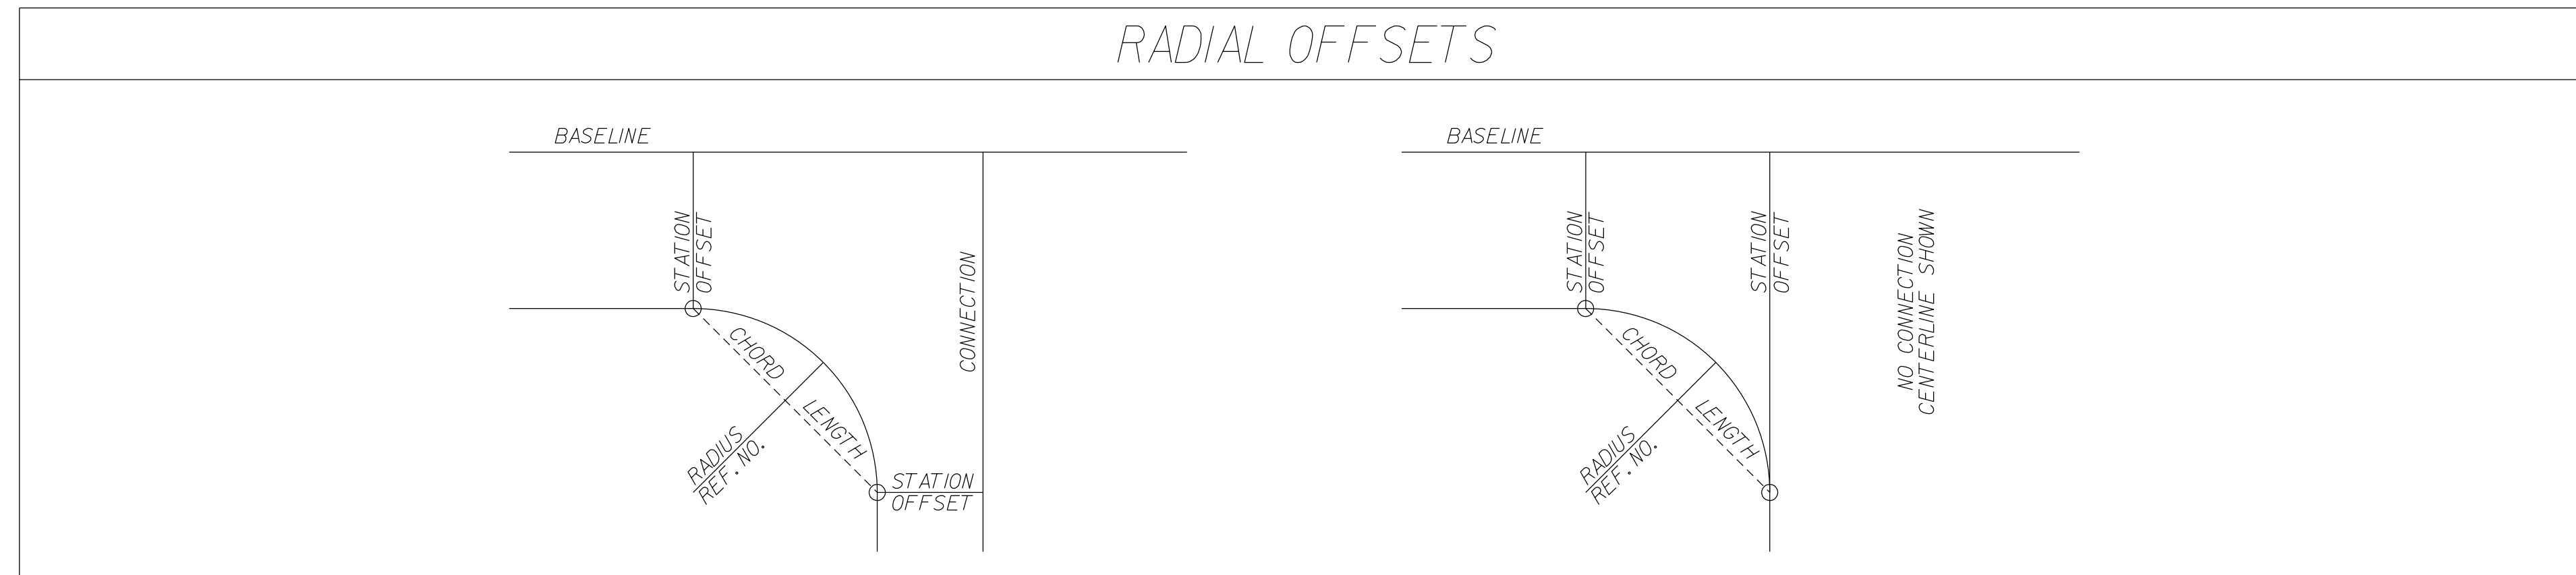 RADIAL OFFSETS
BASELINE
STATION
OFFSET
CONNECTION
CHORD LENGTH
RADIUS
REF. NO.
STATION
OFFSET
BASELINE
STATION
OFFSET
STATION
OFFSET
NO CONNECTION
CENTERLINE SHOWN
CHORD LENGTH
RADIUS
REF. NO.